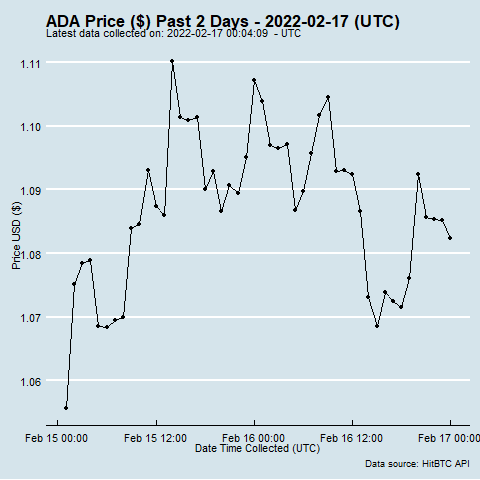 ADA Price ($) Past 2 Days - 2022-02-17 (UTC)
Latest data collected on: 2022-02-17 00:04:09 - UTC
1.11
1.10
1.09
1.08
1.07
1.06
Price USD ($)
Feb 15 00:00 Feb 15 12:00 Feb 16 00:00 Feb 16 12:00 Feb 17 00:00
Date Time Collected (UTC)
Data source: HitBTC API